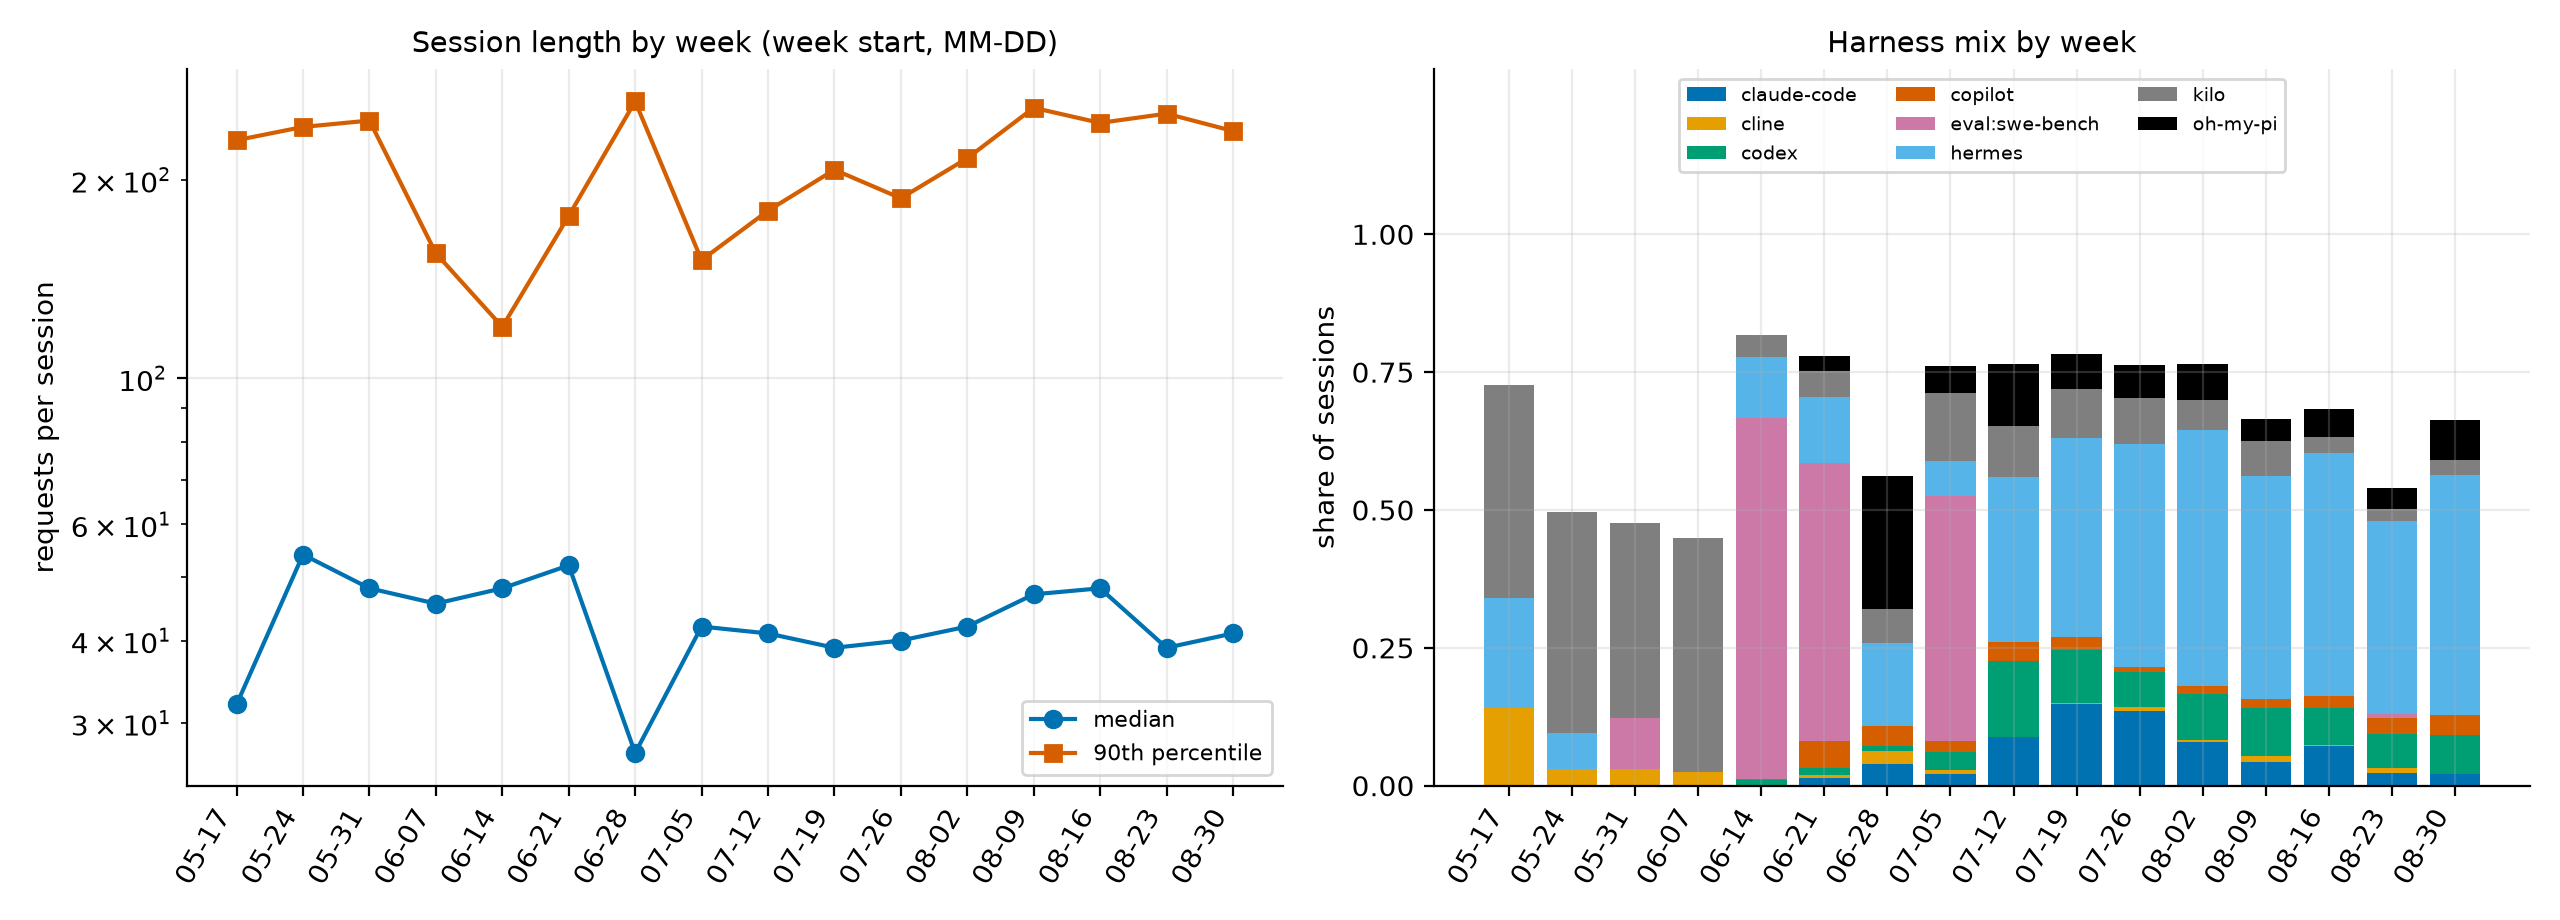 Session length by week (week start, MM-DD)
requests per session
2 × 10²
10²
6 × 10¹
4 × 10¹
3 × 10¹
median
90th percentile
05-17
05-24
05-31
06-07
06-14
06-21
06-28
07-05
07-12
07-19
07-26
08-02
08-09
08-16
08-23
08-30
Harness mix by week
claude-code
cline
codex
copilot
eval:swe-bench
hermes
kilo
oh-my-pi
share of sessions
1.00
0.75
0.50
0.25
0.00
05-17
05-24
05-31
06-07
06-14
06-21
06-28
07-05
07-12
07-19
07-26
08-02
08-09
08-16
08-23
08-30